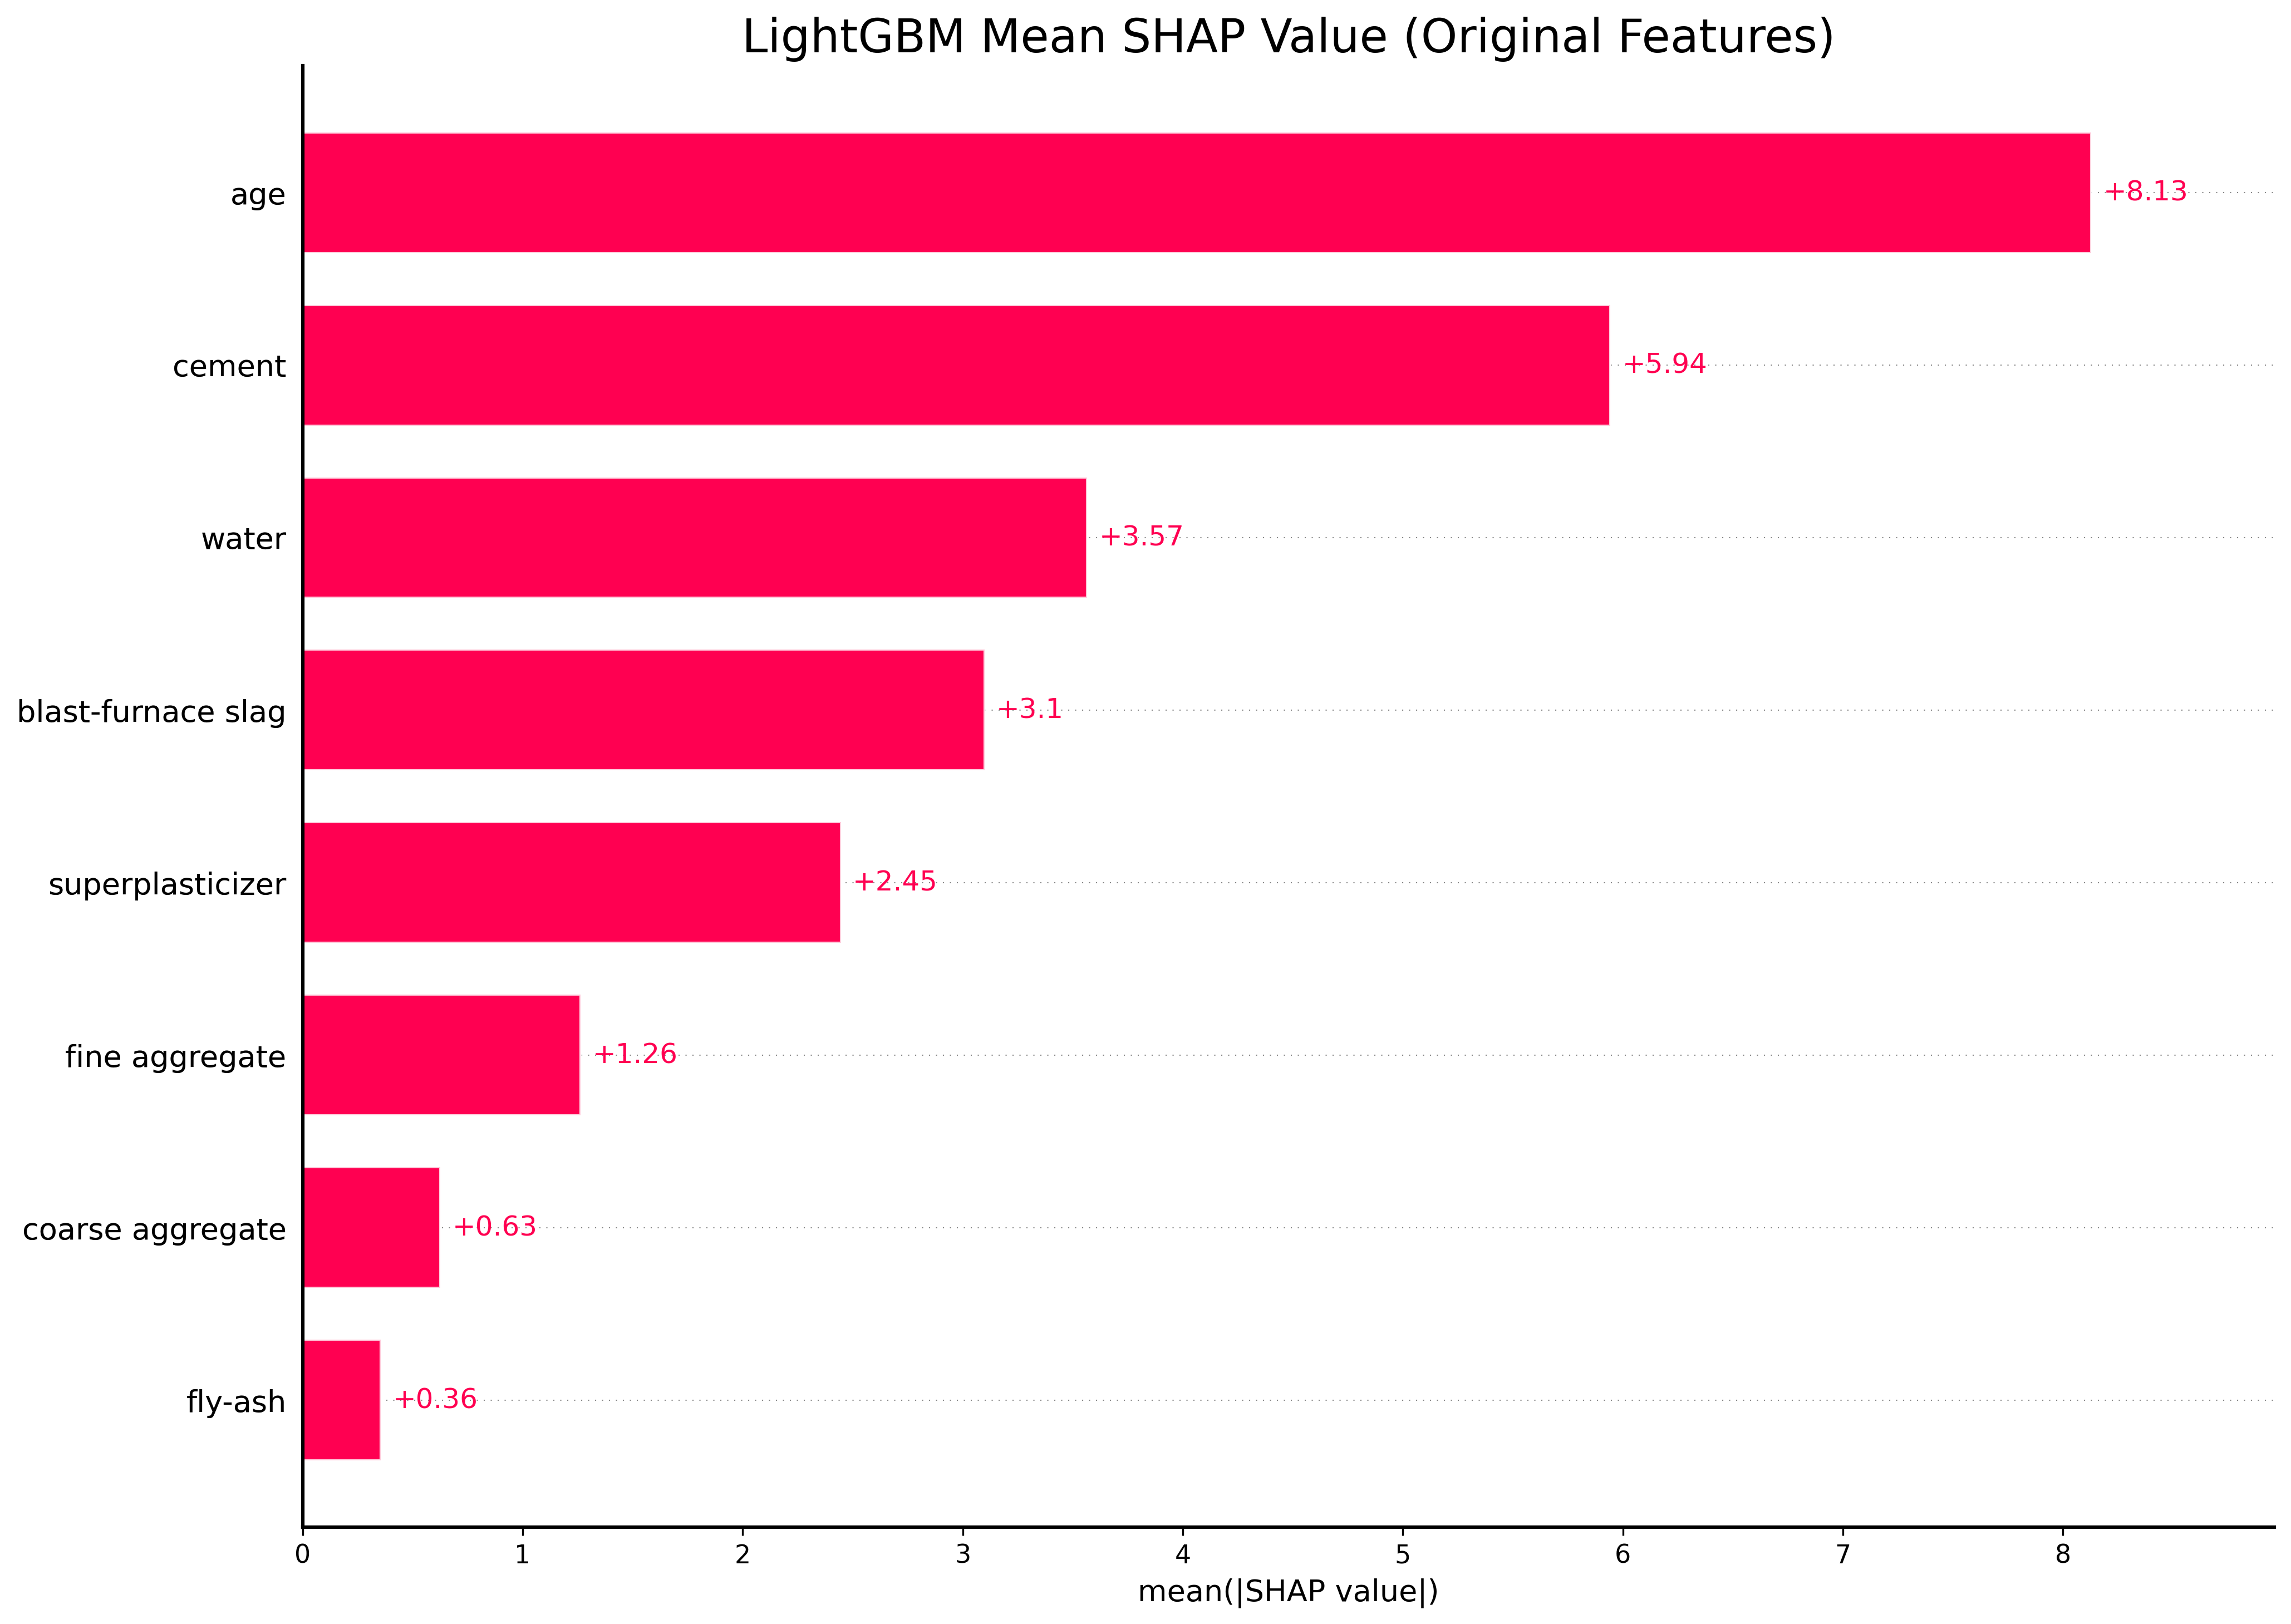 LightGBM Mean SHAP Value (Original Features)
age
+8.13
cement
+5.94
water
+3.57
blast-furnace slag
+3.1
superplasticizer
+2.45
fine aggregate
+1.26
coarse aggregate
+0.63
fly-ash
+0.36
0 1 2 3 4 5 6 7 8
mean(|SHAP value|)